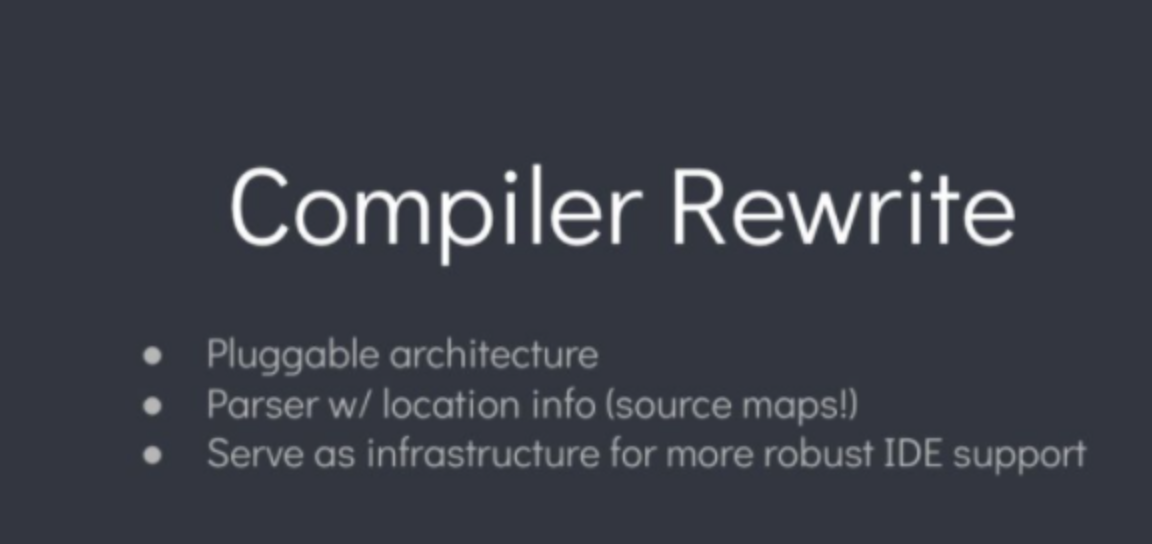 Compiler Rewrite
● Pluggable architecture
● Parser w/ location info (source maps!)
● Serve as infrastructure for more robust IDE support